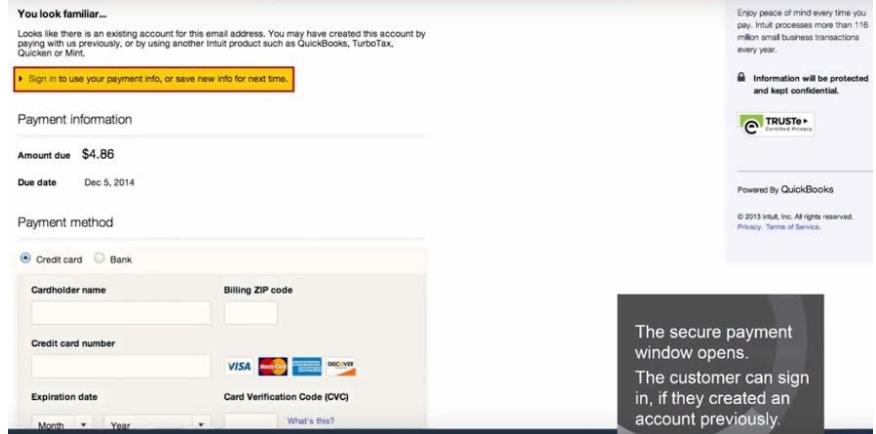 You look familiar...
Looks like there is an existing account for this email address. You may have created this account by
paying with us previously, or by using another Intuit product such as QuickBooks, TurboTax,
Quicken or Mint.
Sign in to use your payment info, or save new info for next time.
Payment information
Amount due $4.86
Due date Dec 5, 2014
Payment method
Credit card Bank
Cardholder name Billing ZIP code
Credit card number
VISA MasterCard AMERICAN EXPRESS DISCOVER
Expiration date Card Verification Code (CVC)
Month Year What's this?
Enjoy peace of mind every time you
pay. Intuit processes more than 116
million small business transactions
every year.
Information will be protected
and kept confidential.
TRUSTe
Certified Privacy
Powered By QuickBooks
© 2013 Intuit, Inc. All rights reserved.
Privacy. Terms of Service.
The secure payment
window opens.
The customer can sign
in, if they created an
account previously.